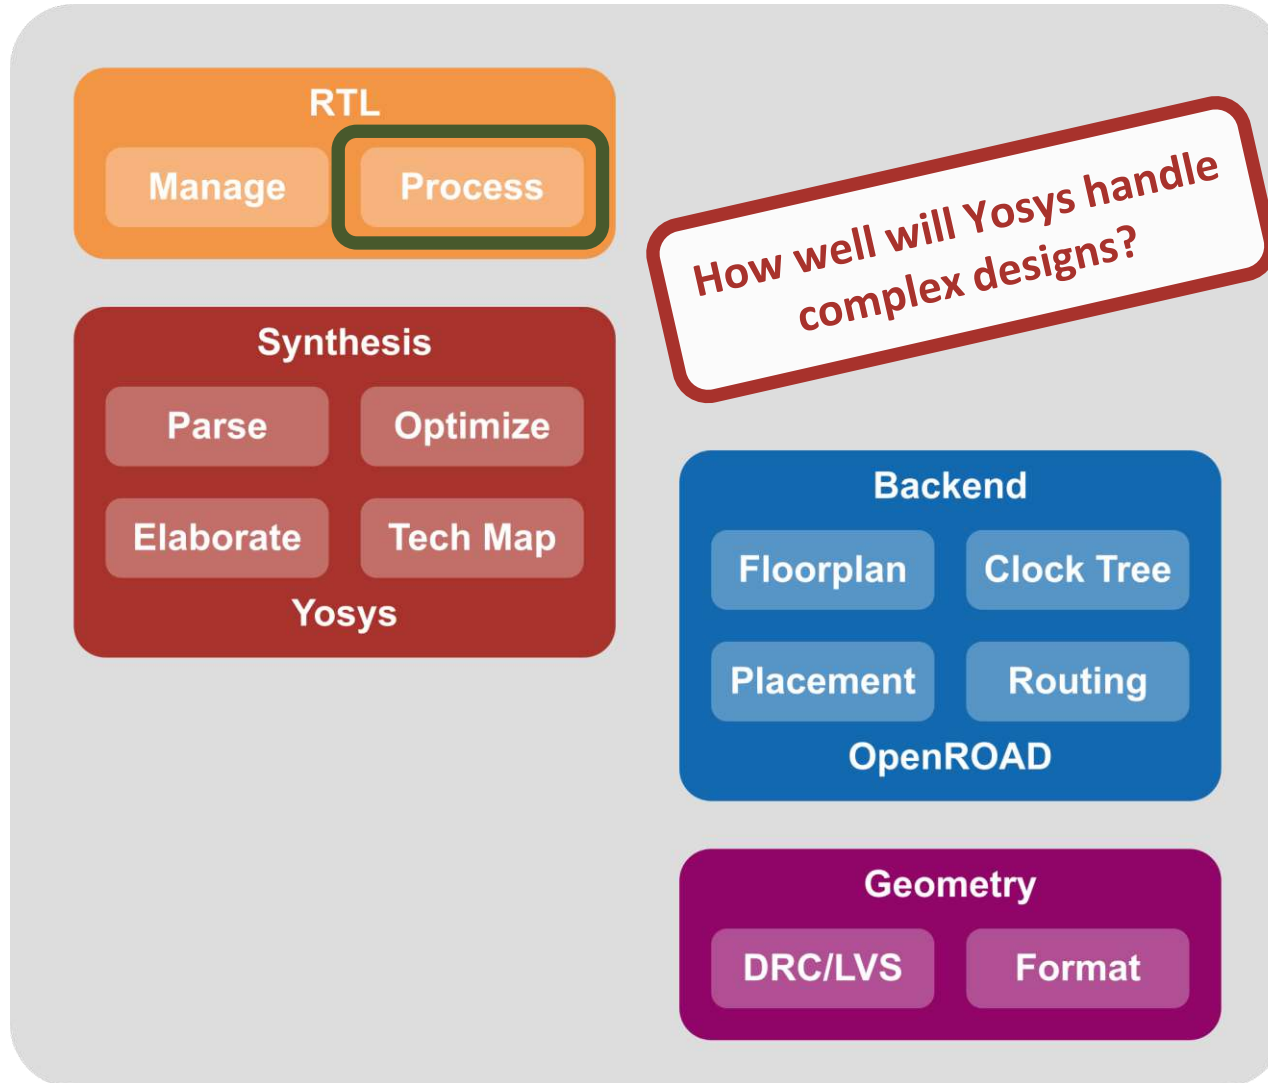 RTL
Manage
Process
How well will Yosys handle
complex designs?
Synthesis
Parse
Optimize
Elaborate
Tech Map
Yosys
Backend
Floorplan
Clock Tree
Placement
Routing
OpenROAD
Geometry
DRC/LVS
Format